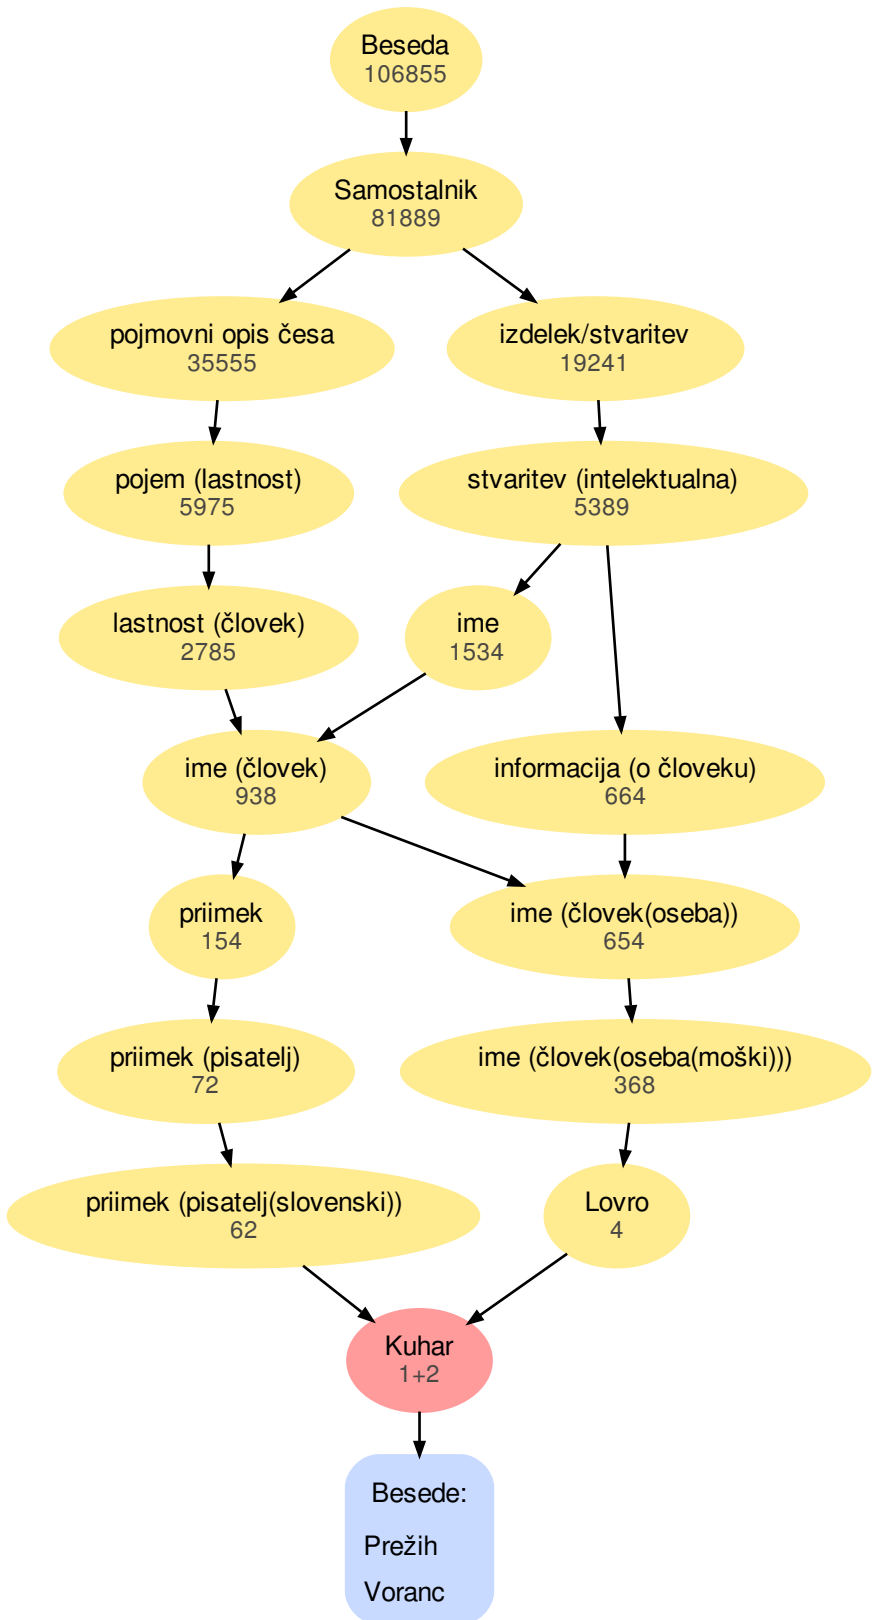 Beseda
106855
Samostalnik
81889
pojmovni opis česa
35555
izdelek/stvaritev
19241
pojem (lastnost)
5975
stvaritev (intelektualna)
5389
lastnost (človek)
2785
ime
1534
ime (človek)
938
informacija (o človeku)
664
priimek
154
ime (človek(oseba))
654
priimek (pisatelj)
72
ime (človek(oseba(moški)))
368
priimek (pisatelj(slovenski))
62
Lovro
4
Kuhar
1+2
Besede:
Prežih
Voranc